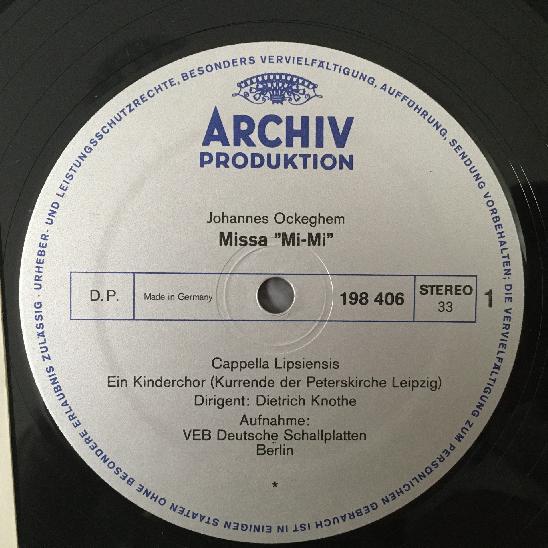 URHEBER- UND LEISTUNGSSCHUTZRECHTE, BESONDERS VERVIELFÄLTIGUNG, AUFFÜHRUNG, SENDUNG VORBEHALTEN; DIE VERVIELFÄLTIGUNG ZUM PERSÖNLICHEN GEBRAUCH IST IN EINIGEN STAATEN OHNE BESONDERE ERLAUBNIS ZULÄSSIG ·
ARCHIV
PRODUKTION
Johannes Ockeghem
Missa "Mi-Mi"
D.P. Made in Germany 198 406 STEREO 33 1
Cappella Lipsiensis
Ein Kinderchor (Kurrende der Peterskirche Leipzig)
Dirigent: Dietrich Knothe
Aufnahme:
VEB Deutsche Schallplatten
Berlin
*